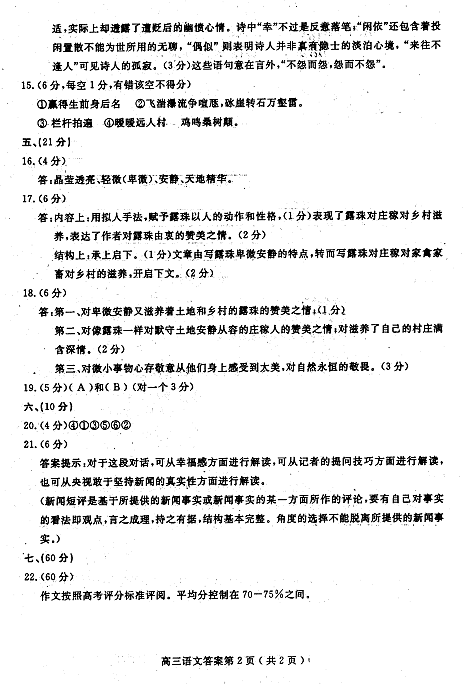 适,实际上却透露了遭贬后的幽愤心情。诗中“幸”不过是反意落笔;“闲依”还包含着投
闲置散不能为世所用的无聊,“偶似”则表明诗人并非真有隐士的淡泊心境。“来往不
逢人”可见诗人的孤寂。(3分)这些语句意在言外,“不怨而怨,怨而不怨”。
15.(6分,每空1分,有错该空不得分)
①赢得生前身后名 ②飞湍瀑流争喧豗,砯崖转石万壑雷。
③ 栏杆拍遍 ④暧暧远人村 鸡鸣桑树颠。
五、(21分)
16.(4分)
答:晶莹透亮、轻微(卑微)、安静、天地精华。
17.(6分)
答:内容上:用拟人手法,赋予露珠以人的动作和性格,(1分)表现了露珠对庄稼对乡村滋
养,表达了作者对露珠由衷的赞美之情。(2分)
结构上:承上启下。(1分)文章由写露珠卑微安静的特点,转而写露珠对庄稼对家禽家
畜对乡村的滋养,开启下文。(2分)
18.(6分)
答:第一、对卑微安静又滋养着土地和乡村的露珠的赞美之情;(1分)
第二、对像露珠一样对默守土地安静从容的庄稼人的赞美之情;对滋养了自己的村庄满
含深情。(2分)
第三、对微小事物心存敬意从他们身上感受到太美,对自然永恒的敬畏。(3分)
19.(5分)( A )和( B )(对一个3分)
六、(10分)
20.(4分)④①③⑤⑥②
21.(6分)
答案提示:对于这段对话,可从幸福感方面进行解读,可从记者的提问技巧方面进行解读,
也可从央视敢于坚持新闻的真实性方面进行解读。
(新闻短评是基于所提供的新闻事实或新闻事实的某一方面所作的评论,要有自己对事实
的看法即观点,言之成理,持之有据,结构基本完整。角度的选择不能脱离所提供的新闻事
实。)
七、(60分)
22.(60分)
作文按照高考评分标准评阅。平均分控制在70－75%之间。
高三语文答案第2页(共2页)